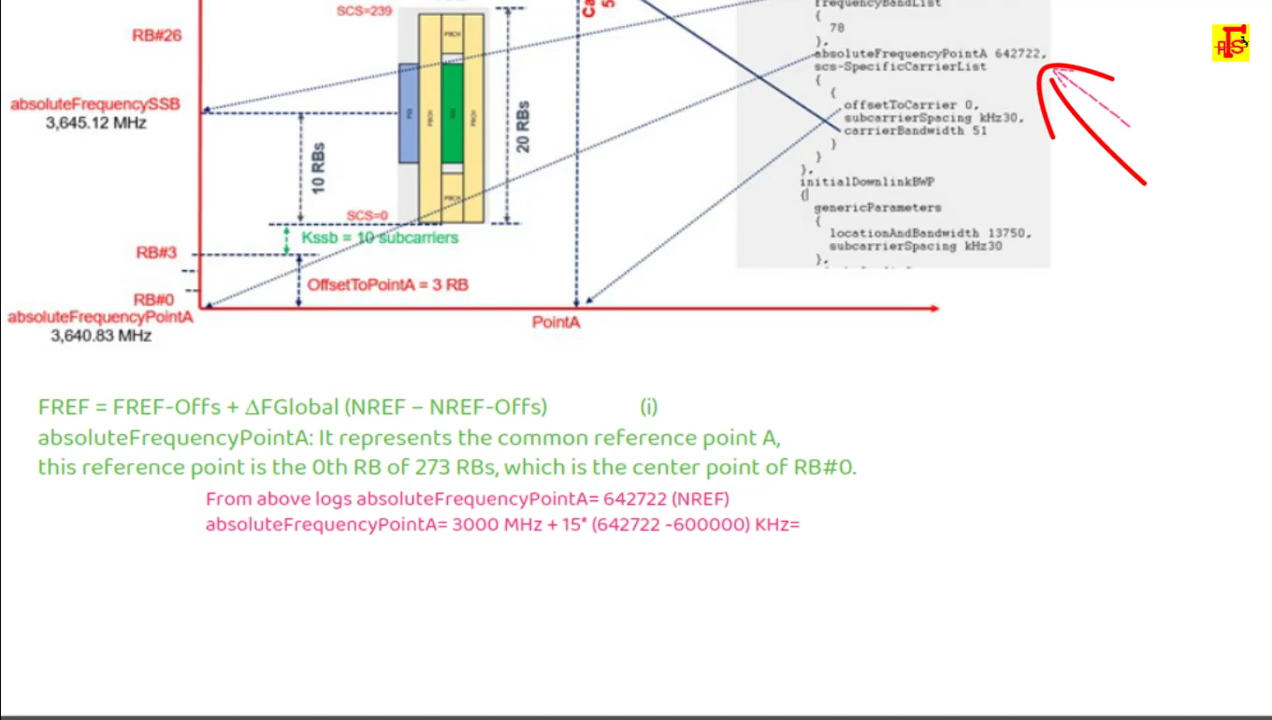 SCS=239
frequencyBandList
{
78
},
absoluteFrequencyPointA 642722,
scs-SpecificCarrierList
{
{
offsetToCarrier 0,
subcarrierSpacing kHz30,
carrierBandwidth 51
}
}
},
initialDownlinkBWP
{
genericParameters
{
locationAndBandwidth 13750,
subcarrierSpacing kHz30
},
RB#26
absoluteFrequencySSB
3,645.12 MHz
10 RBs
PBCH
PBCH
PBCH
PBCH
20 RBs
SCS=0
Kssb = 10 subcarriers
RB#3
OffsetToPointA = 3 RB
RB#0
absoluteFrequencyPointA
3,640.83 MHz
PointA
FREF = FREF-Offs + ΔFGlobal (NREF – NREF-Offs) (i)
absoluteFrequencyPointA: It represents the common reference point A,
this reference point is the 0th RB of 273 RBs, which is the center point of RB#0.
From above logs absoluteFrequencyPointA= 642722 (NREF)
absoluteFrequencyPointA= 3000 MHz + 15* (642722 -600000) KHz=